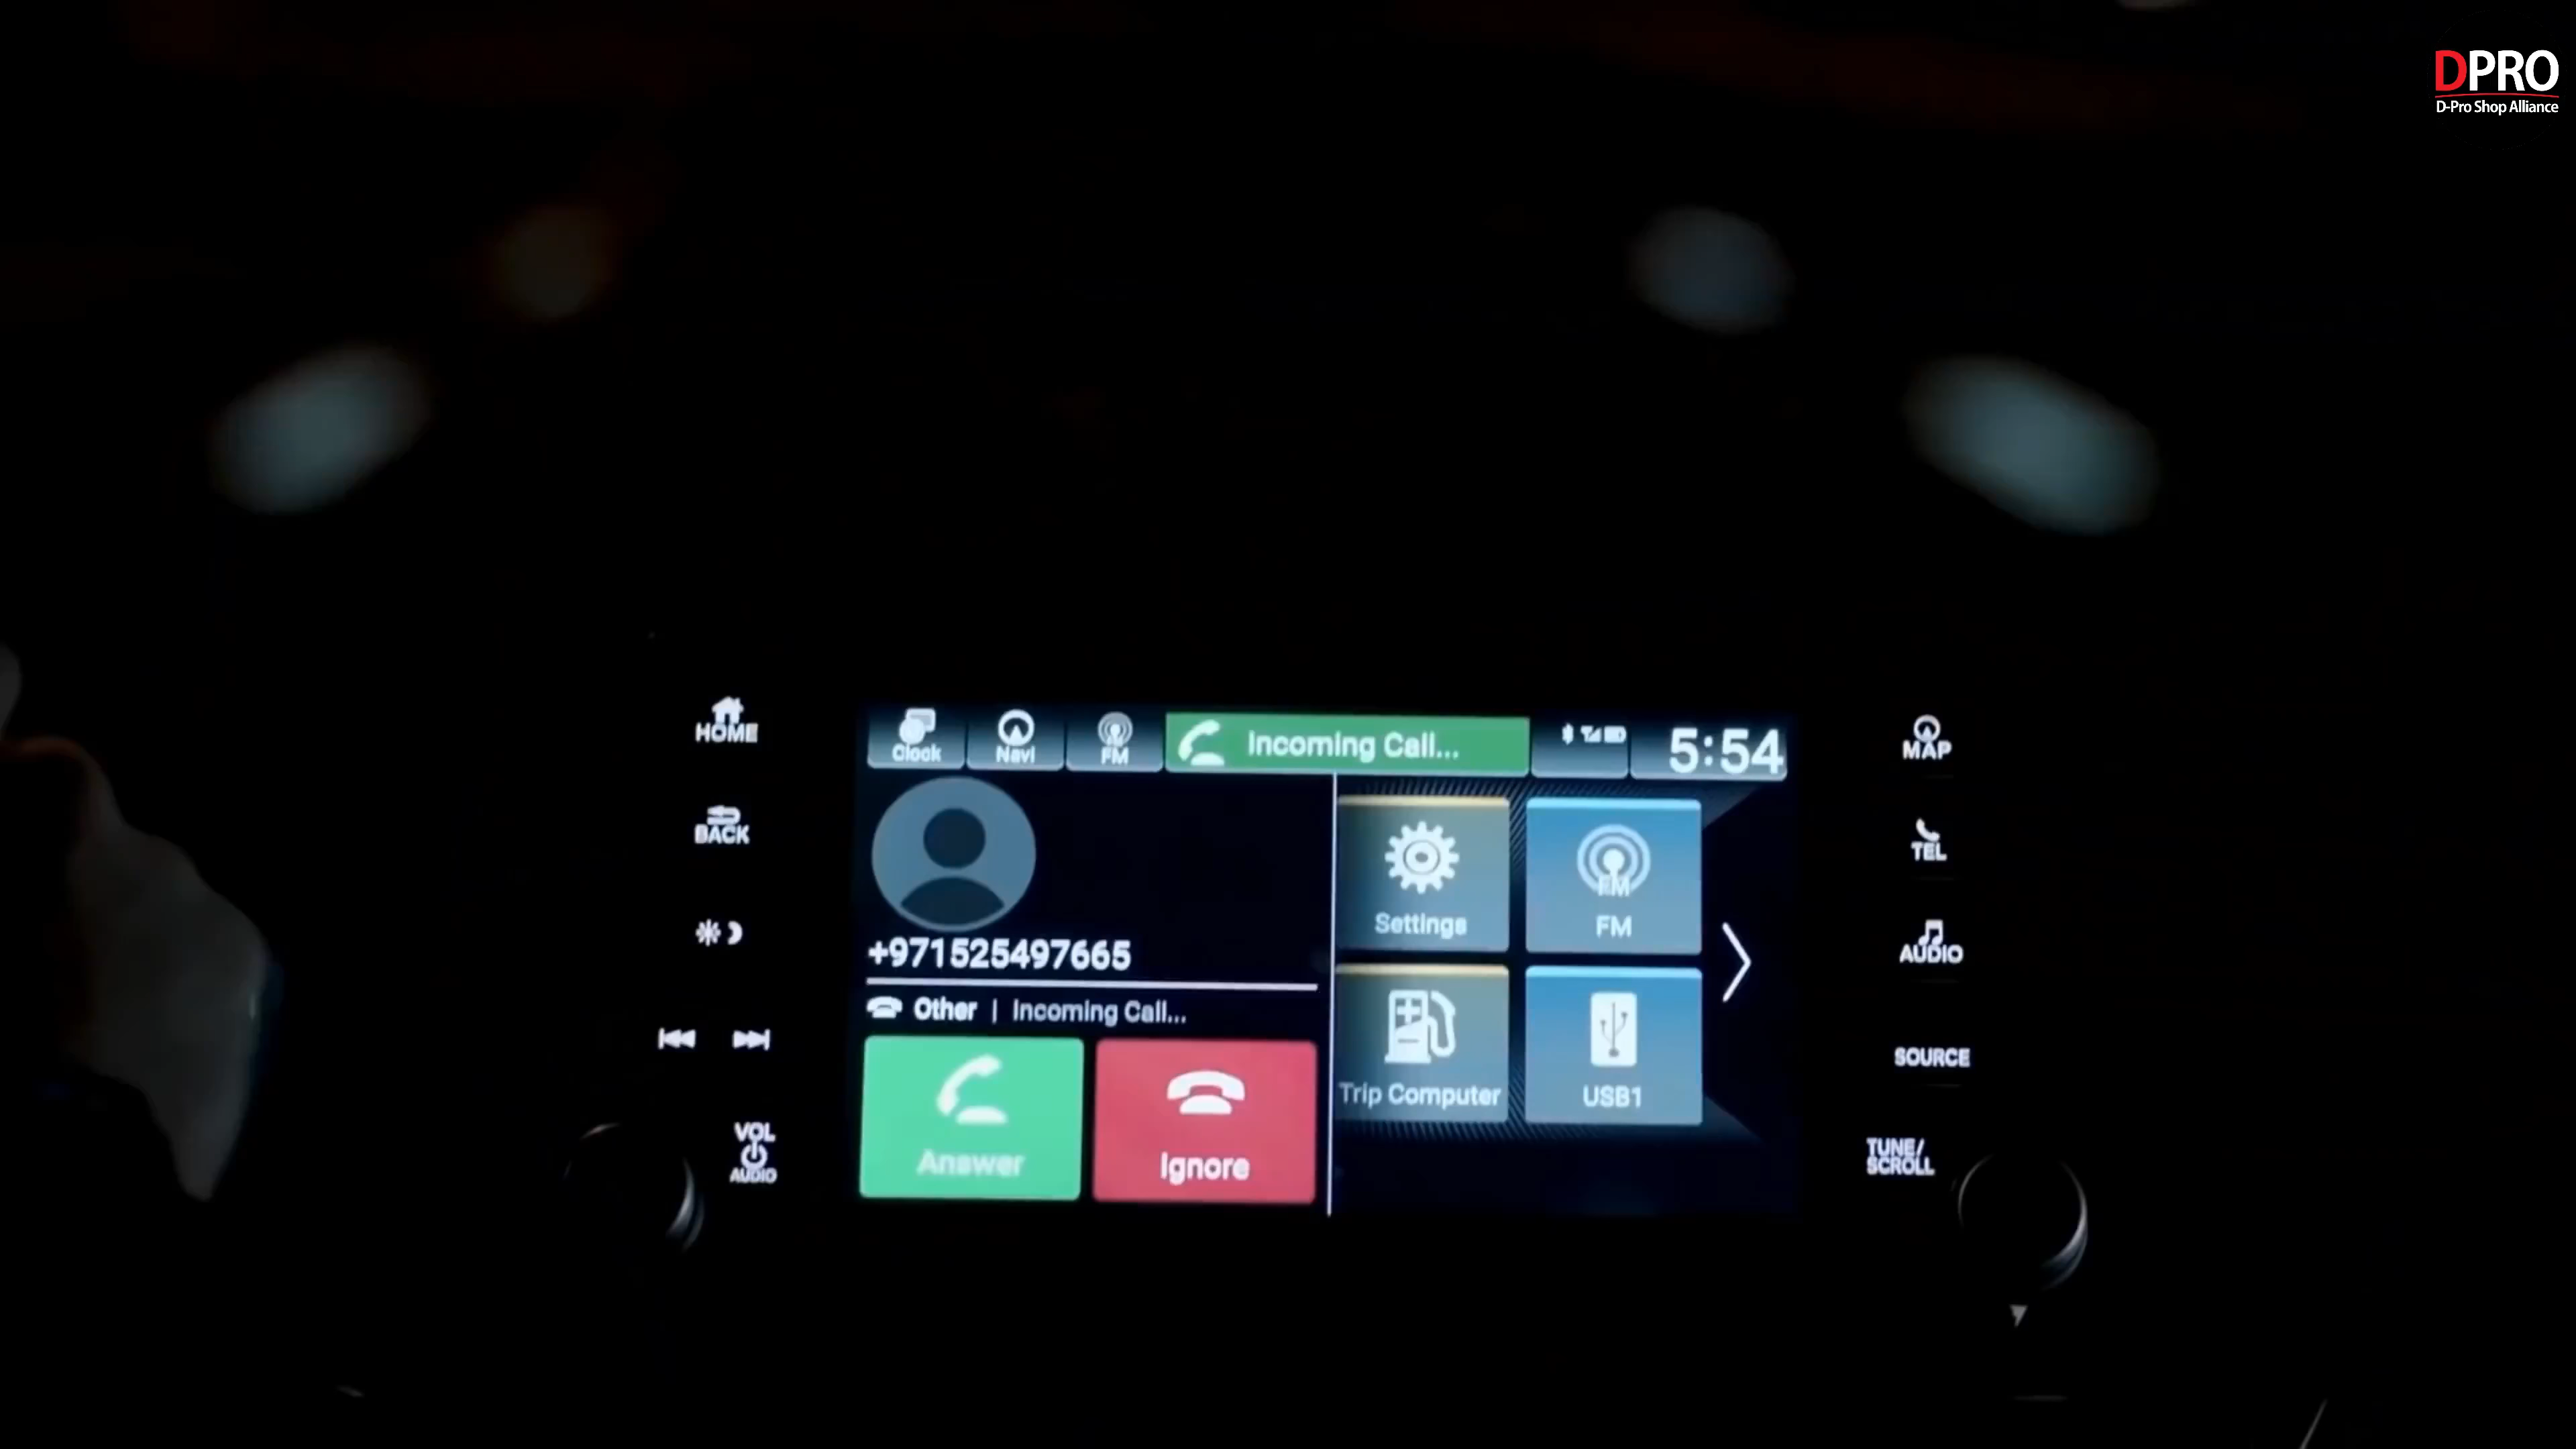 DPRO
D-Pro Shop Alliance
HOME
BACK
VOL
AUDIO
Clock
Navi
FM
Incoming Call...
5:54
+971525497665
Other | Incoming Call...
Answer
Ignore
Settings
FM
FM
Trip Computer
USB1
MAP
TEL
AUDIO
SOURCE
TUNE/
SCROLL